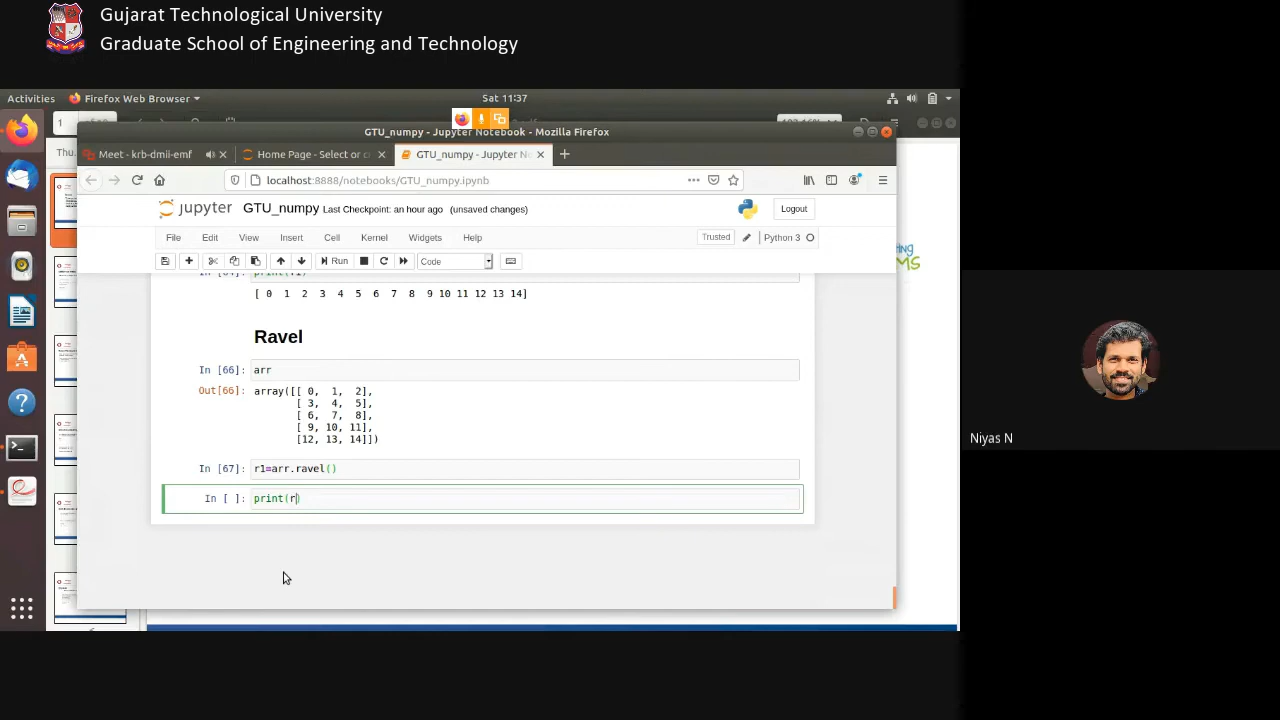 Gujarat Technological University
Graduate School of Engineering and Technology
Activities Firefox Web Browser Sat 11:37
1
GTU_numpy - Jupyter Notebook - Mozilla Firefox
Thu.
Meet - krb-dmii-emf Home Page - Select or c GTU_numpy - Jupyter No
localhost:8888/notebooks/GTU_numpy.ipynb
jupyter GTU_numpy Last Checkpoint: an hour ago (unsaved changes) Logout
File Edit View Insert Cell Kernel Widgets Help Trusted Python 3
Run Code
[ 0 1 2 3 4 5 6 7 8 9 10 11 12 13 14]
Ravel
In [66]: arr
Out[66]: array([[ 0, 1, 2],
[ 3, 4, 5],
[ 6, 7, 8],
[ 9, 10, 11],
[12, 13, 14]])
In [67]: r1=arr.ravel()
In [ ]: print(r)
Niyas N